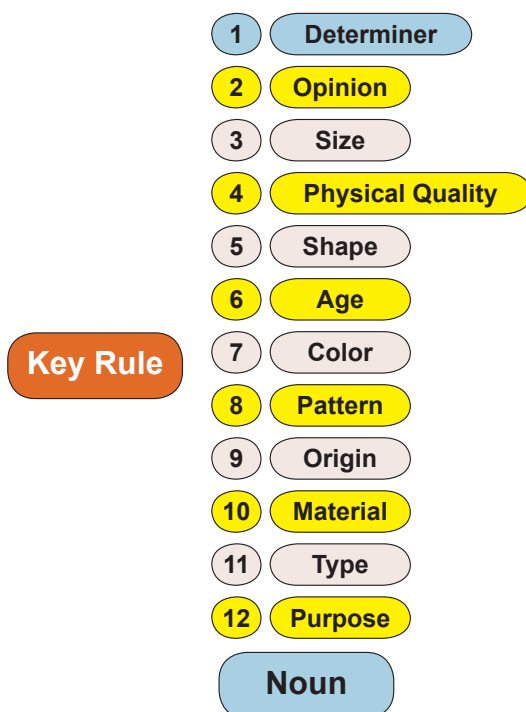 1 Determiner
2 Opinion
3 Size
4 Physical Quality
5 Shape
6 Age
Key Rule
7 Color
8 Pattern
9 Origin
10 Material
11 Type
12 Purpose
Noun